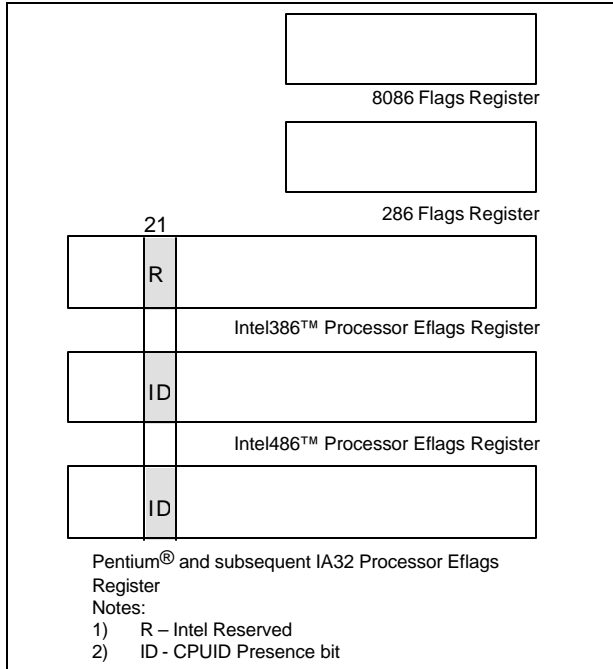 8086 Flags Register
286 Flags Register
21
R
Intel386™ Processor Eflags Register
ID
Intel486™ Processor Eflags Register
ID
Pentium® and subsequent IA32 Processor Eflags
Register
Notes:
1) R – Intel Reserved
2) ID - CPUID Presence bit